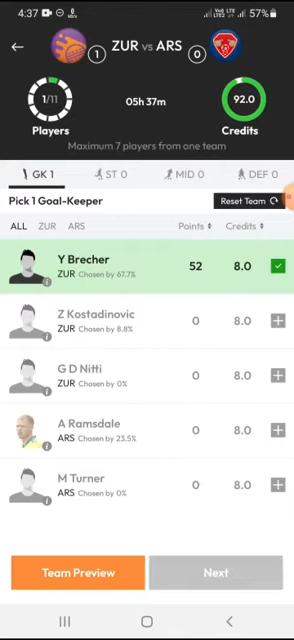 4:37 57%
1 ZUR vs ARS 0
1/11 05h 37m 92.0
Players Credits
Maximum 7 players from one team
GK 1 ST 0 MID 0 DEF 0
Pick 1 Goal-Keeper Reset Team
ALL ZUR ARS Points Credits
Y Brecher
ZUR Chosen by 67.7% 52 8.0
Z Kostadinovic
ZUR Chosen by 8.8% 0 8.0
G D Nitti
ZUR Chosen by 0% 0 8.0
A Ramsdale
ARS Chosen by 23.5% 0 8.0
M Turner
ARS Chosen by 0% 0 8.0
Team Preview Next